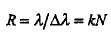 R = λ/Δλ = kN